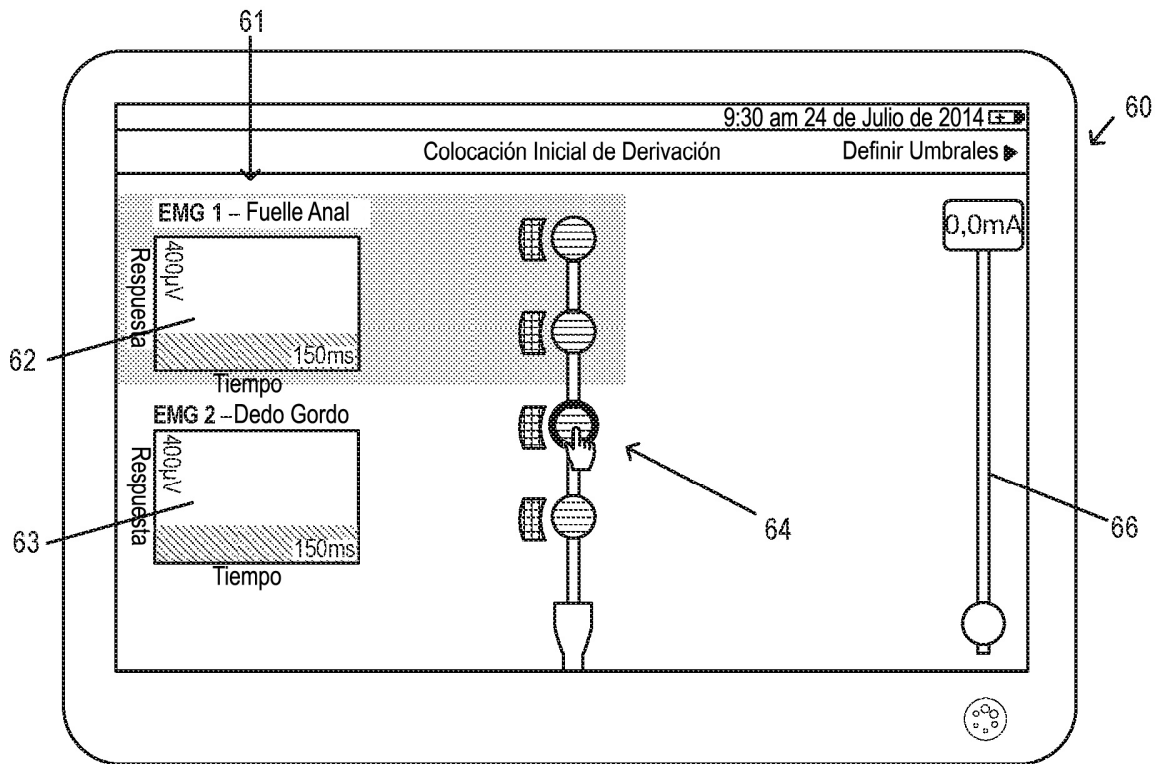 61
60
9:30 am 24 de Julio de 2014
Colocación Inicial de Derivación
Definir Umbrales
EMG 1 – Fuelle Anal
0,0mA
400µV
Respuesta
62
150ms
Tiempo
EMG 2 –Dedo Gordo
400µV
Respuesta
63
150ms
Tiempo
64
66